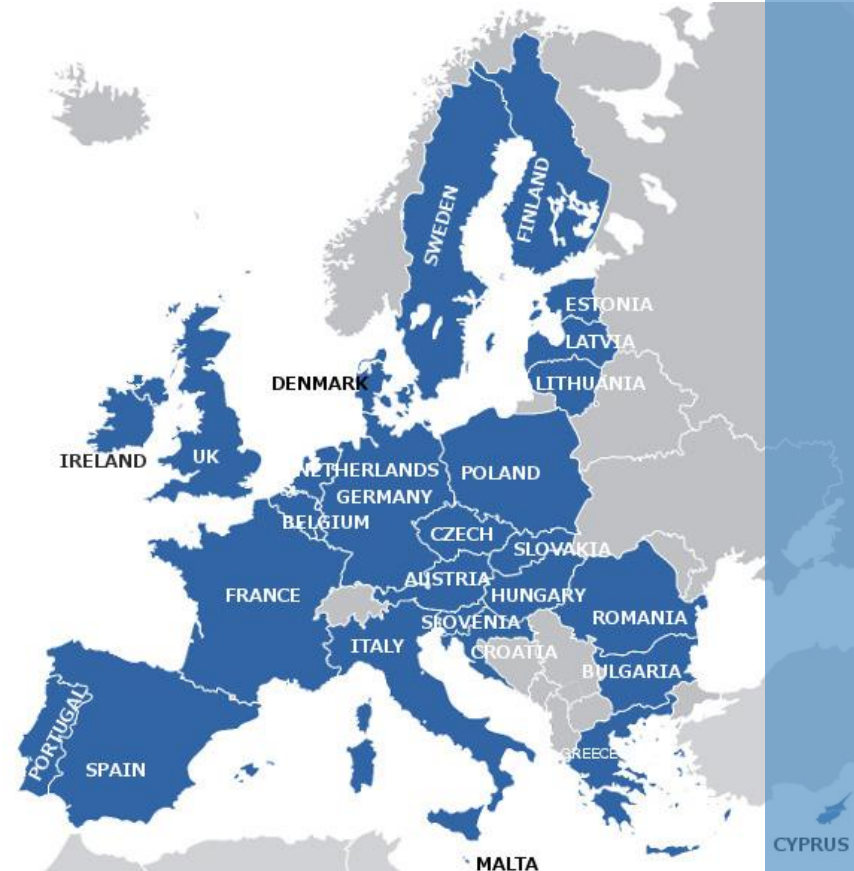 FINLAND
SWEDEN
ESTONIA
LATVIA
DENMARK
LITHUANIA
IRELAND
UK
NETHERLANDS
POLAND
GERMANY
BELGIUM
CZECH
SLOVAKIA
AUSTRIA
FRANCE
HUNGARY
ROMANIA
SLOVENIA
ITALY
CROATIA
BULGARIA
PORTUGAL
GREECE
SPAIN
CYPRUS
MALTA